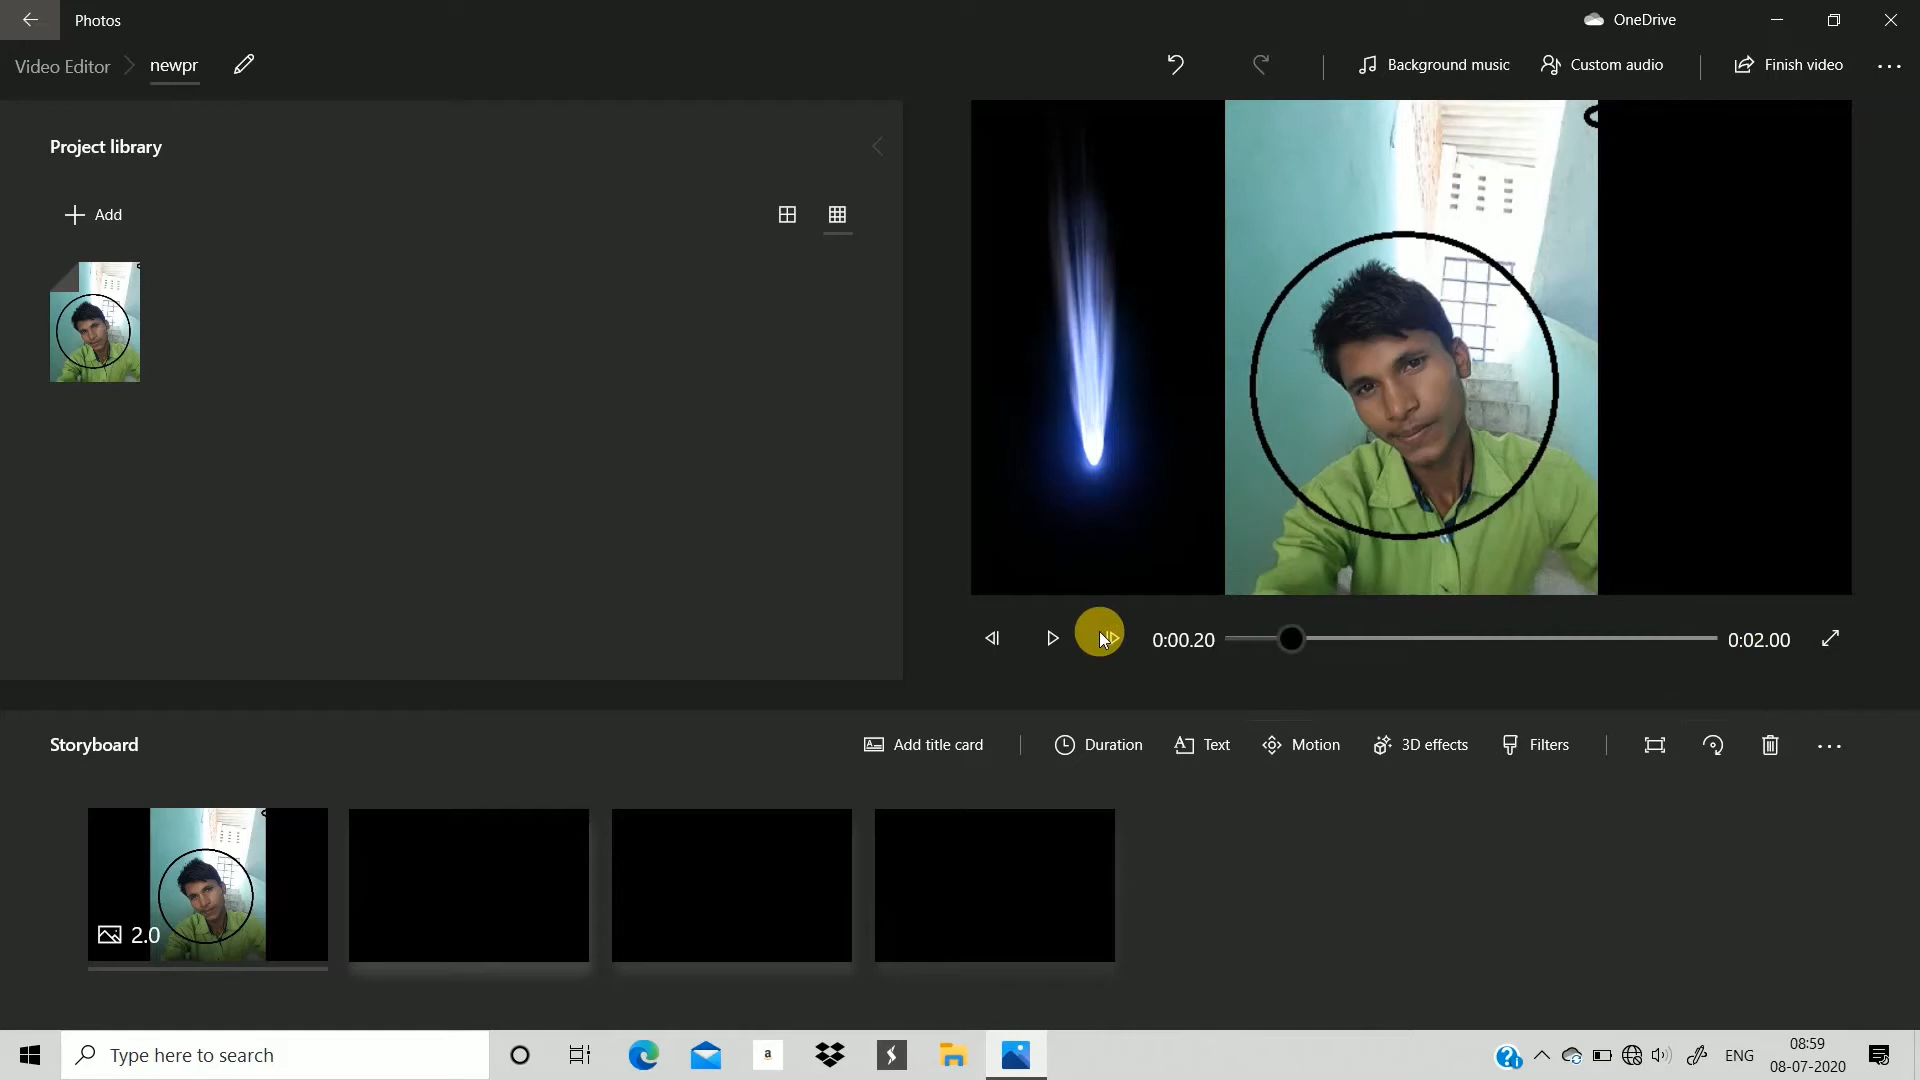 Photos
OneDrive
Video Editor
newpr
Background music
Custom audio
Finish video
Project library
Add
0:00.20
0:02.00
Storyboard
Add title card
Duration
Text
Motion
3D effects
Filters
2.0
Type here to search
a
ENG
08:59
08-07-2020